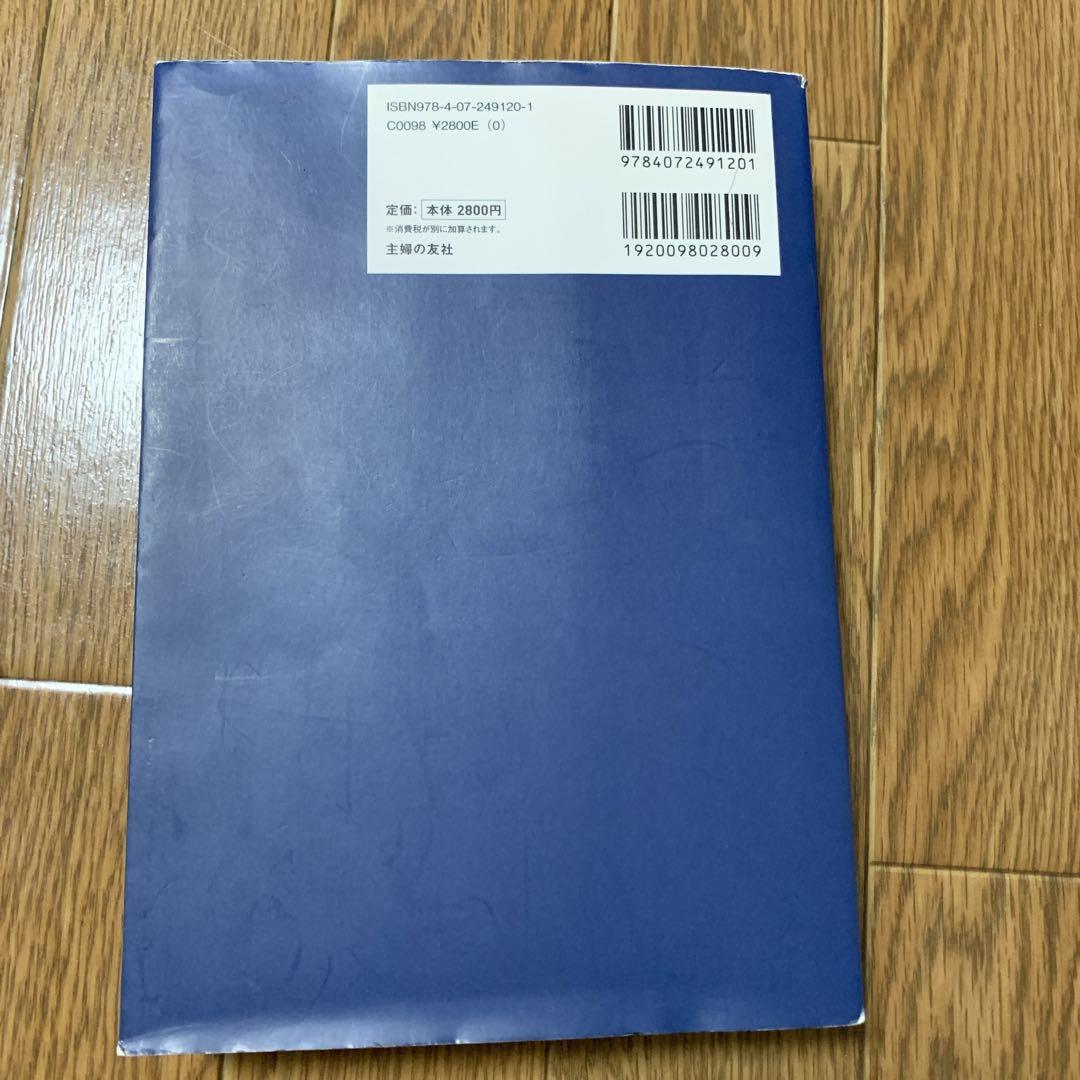 ISBN978-4-07-249120-1
C0098 ¥2800E (0)
9784072491201
定価: 本体 2800円
※消費税が別に加算されます。
主婦の友社
1920098028009